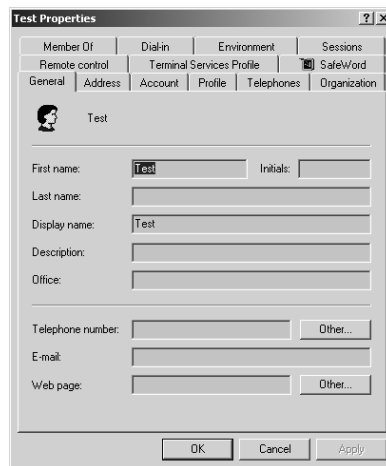 Test Properties
Member Of Dial-in Environment Sessions
Remote control Terminal Services Profile SafeWord
General Address Account Profile Telephones Organization
Test
First name: Test Initials:
Last name:
Display name: Test
Description:
Office:
Telephone number: Other...
E-mail:
Web page: Other...
OK Cancel Apply